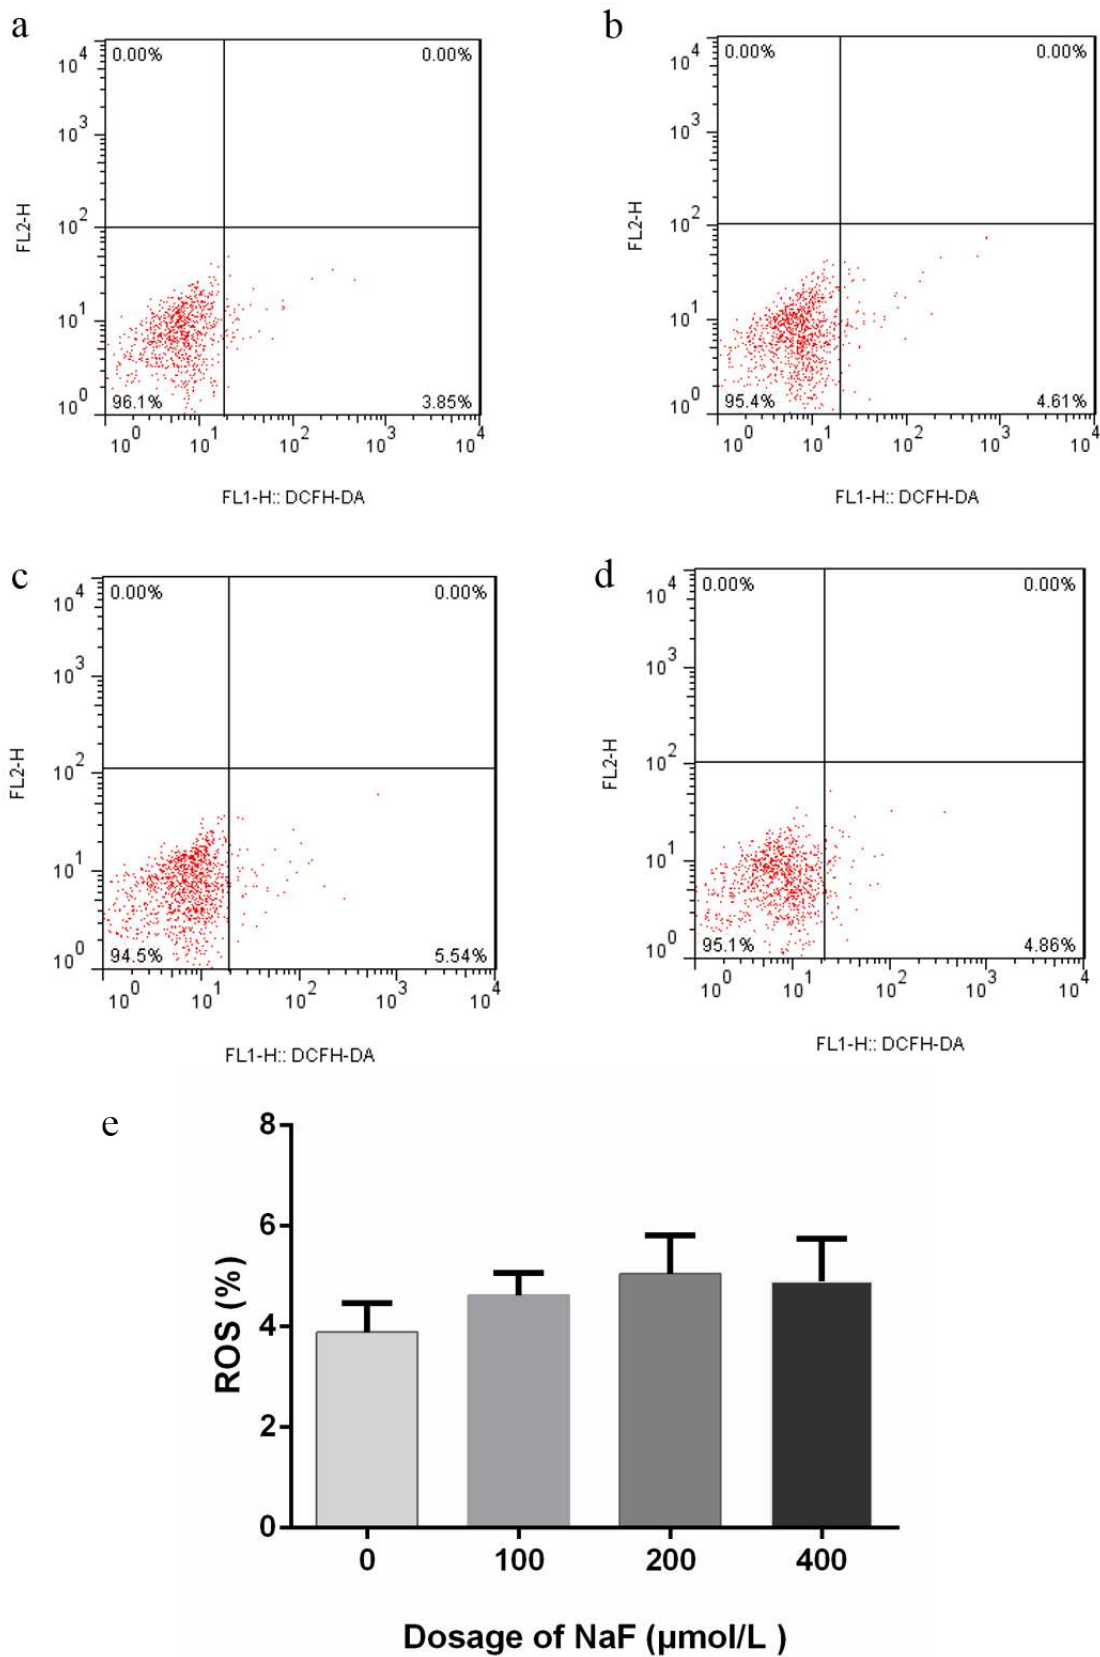 a
0.00% 0.00%
10^4
10^3
10^2
10^1
10^0
FL2-H
96.1% 3.85%
10^0 10^1 10^2 10^3 10^4
FL1-H:: DCFH-DA
b
0.00% 0.00%
10^4
10^3
10^2
10^1
10^0
FL2-H
95.4% 4.61%
10^0 10^1 10^2 10^3 10^4
FL1-H:: DCFH-DA
c
0.00% 0.00%
10^4
10^3
10^2
10^1
10^0
FL2-H
94.5% 5.54%
10^0 10^1 10^2 10^3 10^4
FL1-H:: DCFH-DA
d
0.00% 0.00%
10^4
10^3
10^2
10^1
10^0
FL2-H
95.1% 4.86%
10^0 10^1 10^2 10^3 10^4
FL1-H:: DCFH-DA
e
8
6
4
2
0
ROS (%)
0 100 200 400
Dosage of NaF (μmol/L )